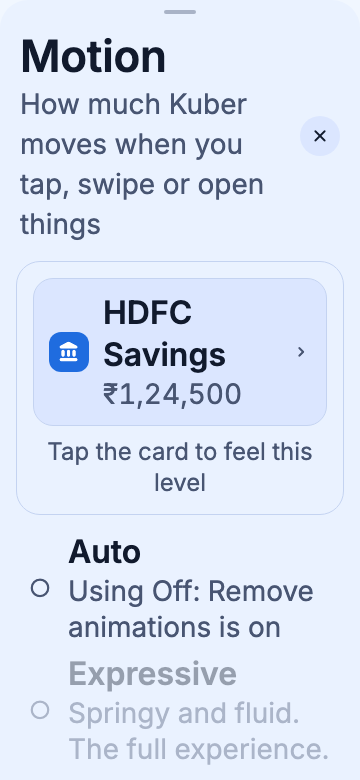 Motion
How much Kuber
moves when you
tap, swipe or open
things
HDFC
Savings
₹1,24,500
Tap the card to feel this
level
Auto
Using Off: Remove
animations is on
Expressive
Springy and fluid.
The full experience.